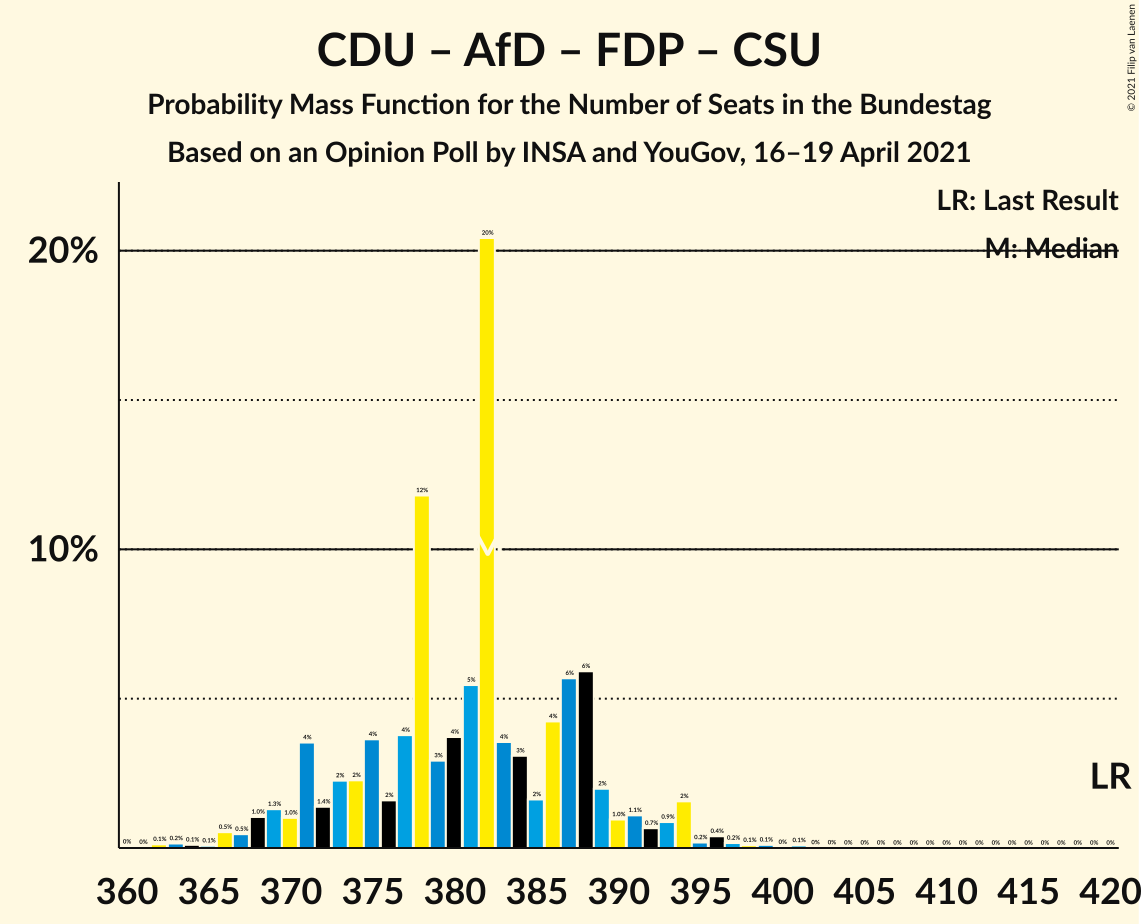 CDU – AfD – FDP – CSU
Probability Mass Function for the Number of Seats in the Bundestag
Based on an Opinion Poll by INSA and YouGov, 16–19 April 2021
© 2021 Filip van Laenen
LR: Last Result
M: Median
20%
10%
LR
M
0% 0% 0.1% 0.2% 0.1% 0.1% 0.5% 0.5% 1.0% 1.3% 1.0% 4% 1.4% 2% 2% 4% 2% 4% 12% 3% 4% 5% 20% 4% 3% 2% 4% 6% 6% 2% 1.0% 1.1% 0.7% 0.9% 2% 0.2% 0.4% 0.2% 0.1% 0.1% 0% 0.1% 0% 0% 0% 0% 0% 0% 0% 0% 0% 0% 0% 0% 0% 0% 0% 0% 0% 0% 0%
360 365 370 375 380 385 390 395 400 405 410 415 420